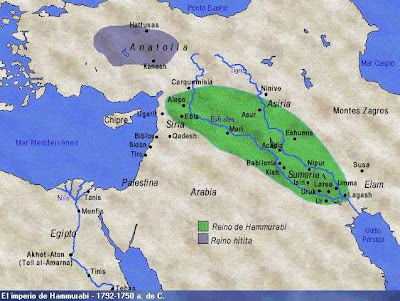 Ponto Euxino
Hattusas
Anatolia
Kanesh
Mar Caspio
Carquemisia
Tigris
Ninive
Alepo
Asiria
Ugarit
Ebla
Asur
Montes Zagros
Chipre
Siria
Eufrates
Mari
Eshunna
Biblos
Qadesh
Mar Mediterráneo
Sidón
Acadia
Tiro
Babilonia
Nipur
Susa
Kish
Sumeria
Palestina
Isin
Larsa
Umma
Elam
Arabia
Uruk
Lagash
Ur
Nilo
Tanis
Menfis
Reino de Hammurabi
Golfo
Pérsico
Egipto
Reino hitita
Akhet-Aton
(Tell al-Amarna)
Tinis
Tebas
El imperio de Hammurabi - 1792-1750 a. de C.